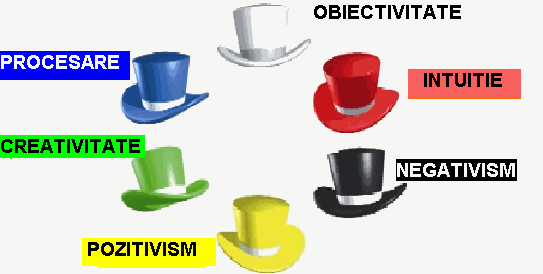 OBIECTIVITATE
PROCESARE
INTUITIE
CREATIVITATE
NEGATIVISM
POZITIVISM